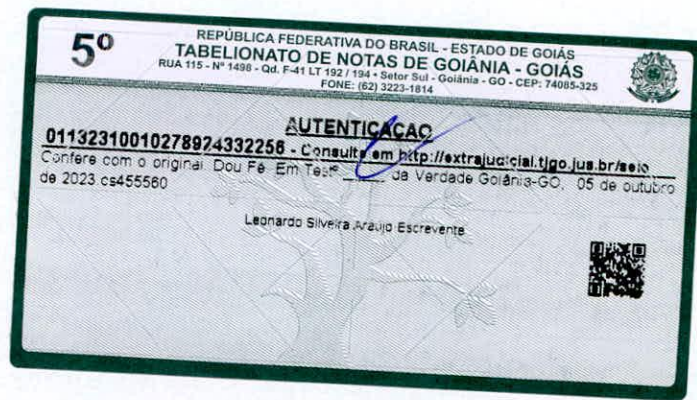 5º
REPÚBLICA FEDERATIVA DO BRASIL - ESTADO DE GOIÁS
TABELIONATO DE NOTAS DE GOIÂNIA - GOIÁS
RUA 115 - Nº 1498 - Qd. F-41 LT 192 / 194 • Setor Sul - Goiânia - GO - CEP: 74085-325
FONE: (62) 3223-1814
AUTENTICAÇAO
01132310010278924332256 - Consulte em http://extrajudicial.tjgo.jus.br/selo
Confere com o original. Dou Fé. Em Testº ______ da Verdade Goiânia-GO, 05 de outubro
de 2023 cs455560
Leonardo Silveira Araujo Escrevente